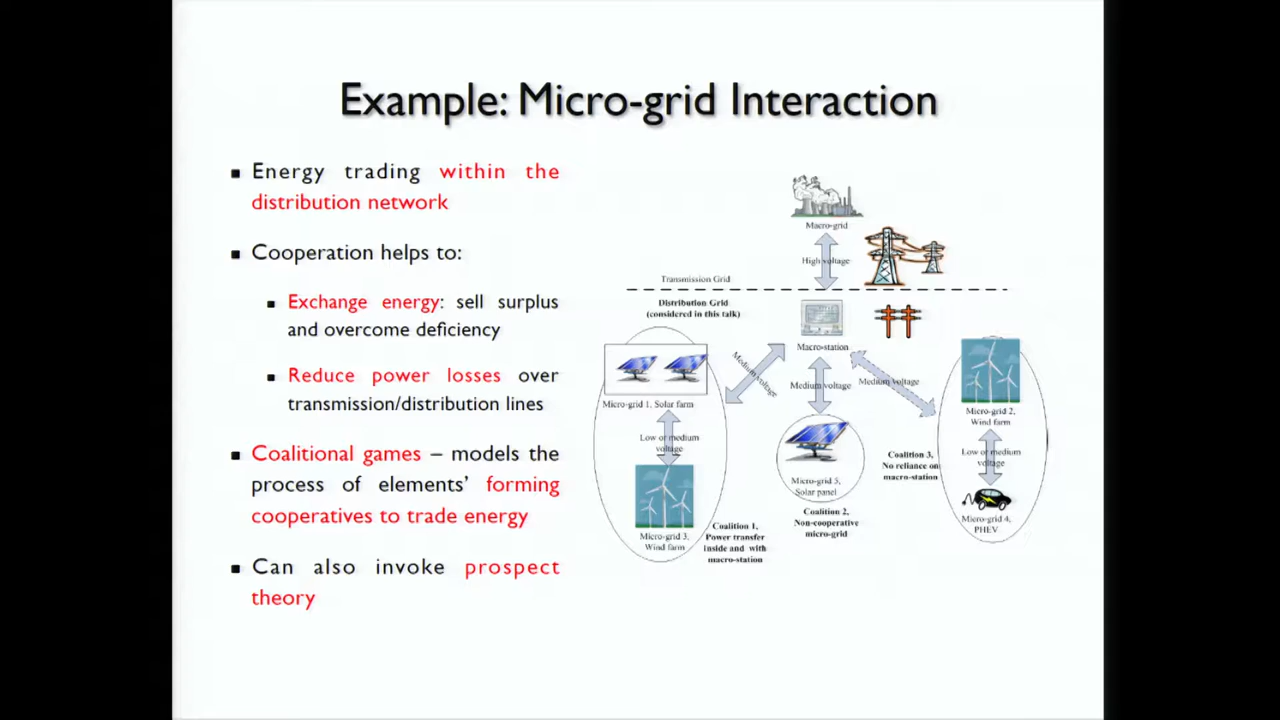 Example: Micro-grid Interaction
▪ Energy trading within the
distribution network
▪ Cooperation helps to:
▪ Exchange energy: sell surplus
and overcome deficiency
▪ Reduce power losses over
transmission/distribution lines
▪ Coalitional games – models the
process of elements’ forming
cooperatives to trade energy
▪ Can also invoke prospect
theory
Macro-grid
High voltage
Transmission Grid
Distribution Grid
(considered in this talk)
Macro-station
Medium voltage
Medium voltage
Medium voltage
Micro-grid 1, Solar farm
Low or medium
voltage
Micro-grid 3,
Wind farm
Coalition 1,
Power transfer
inside and with
macro-station
Micro-grid 5,
Solar panel
Coalition 2,
Non-cooperative
micro-grid
Coalition 3,
No reliance on
macro-station
Micro-grid 2,
Wind farm
Low or medium
voltage
Micro-grid 4,
PHEV